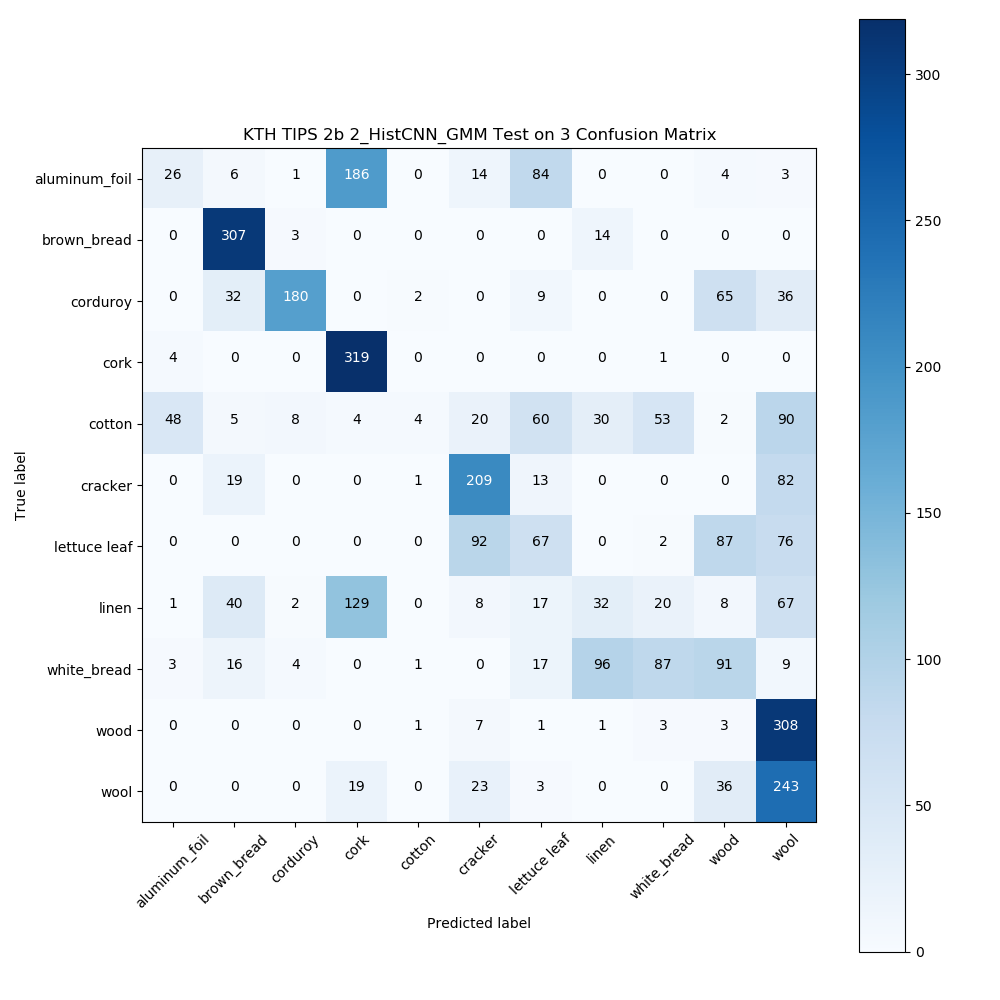 KTH TIPS 2b 2_HistCNN_GMM Test on 3 Confusion Matrix
True label
aluminum_foil 26 6 1 186 0 14 84 0 0 4 3
brown_bread 0 307 3 0 0 0 0 14 0 0 0
corduroy 0 32 180 0 2 0 9 0 0 65 36
cork 4 0 0 319 0 0 0 0 1 0 0
cotton 48 5 8 4 4 20 60 30 53 2 90
cracker 0 19 0 0 1 209 13 0 0 0 82
lettuce leaf 0 0 0 0 0 92 67 0 2 87 76
linen 1 40 2 129 0 8 17 32 20 8 67
white_bread 3 16 4 0 1 0 17 96 87 91 9
wood 0 0 0 0 1 7 1 1 3 3 308
wool 0 0 0 19 0 23 3 0 0 36 243
aluminum_foil brown_bread corduroy cork cotton cracker lettuce leaf linen white_bread wood wool
Predicted label
300
250
200
150
100
50
0